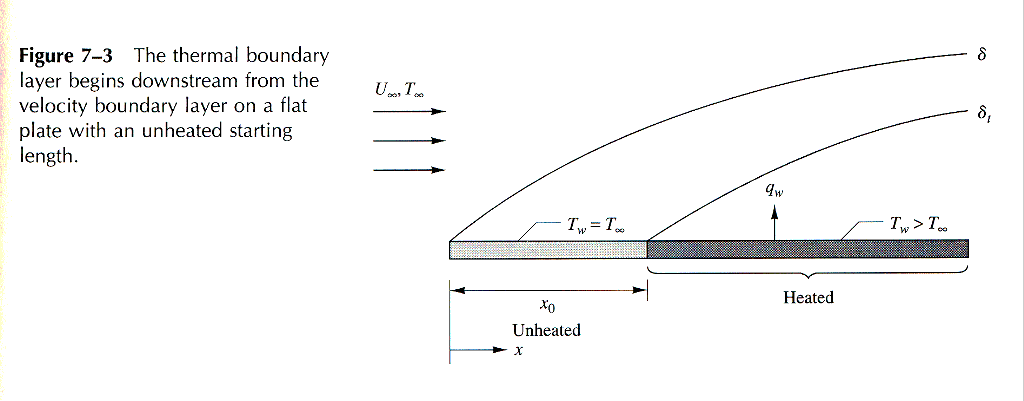 Figure 7–3 The thermal boundary
layer begins downstream from the
velocity boundary layer on a flat
plate with an unheated starting
length.
U∞, T∞
δ
δt
qw
Tw = T∞
Tw > T∞
x0
Unheated
x
Heated